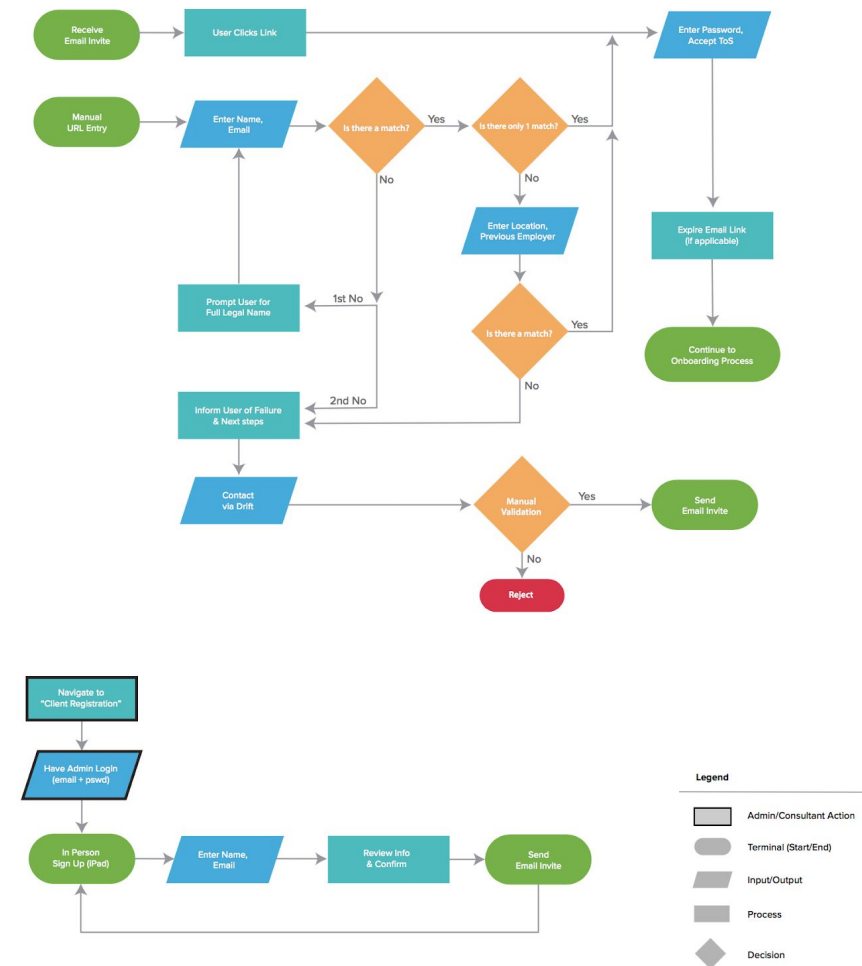 Receive
Email Invite
User Clicks Link
Enter Password,
Accept ToS
Manual
URL Entry
Enter Name,
Email
Is there a match?
Yes
Is there only 1 match?
Yes
No
No
Enter Location,
Previous Employer
Expire Email Link
(if applicable)
Prompt User for
Full Legal Name
1st No
Is there a match?
Yes
Continue to
Onboarding Process
No
2nd No
Inform User of Failure
& Next steps
Contact
via Drift
Manual
Validation
Yes
Send
Email Invite
No
Reject
Navigate to
"Client Registration"
Have Admin Login
(email + pswd)
In Person
Sign Up (iPad)
Enter Name,
Email
Review Info
& Confirm
Send
Email Invite
Legend
Admin/Consultant Action
Terminal (Start/End)
Input/Output
Process
Decision